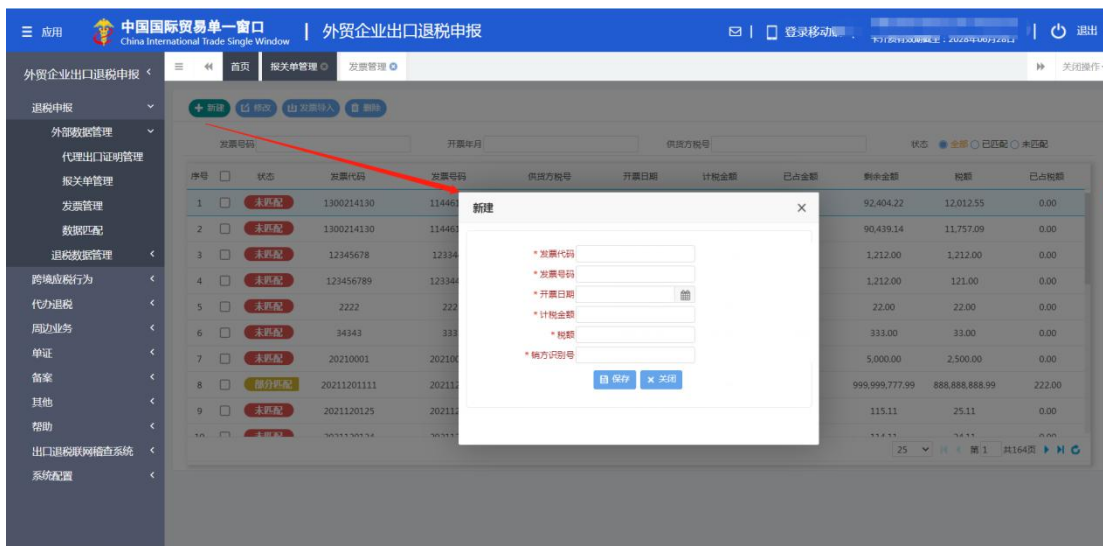 应用
中国国际贸易单一窗口
China International Trade Single Window
外贸企业出口退税申报
登录移动
退出
外贸企业出口退税申报
首页 报关单管理 发票管理
关闭操作
退税申报
外部数据管理
代理出口证明管理
报关单管理
发票管理
数据匹配
退税数据管理
跨境应税行为
代办退税
周边业务
单证
备案
其他
帮助
出口退税联网稽查系统
系统配置
新建 修改 发票导入 删除
发票号码 开票年月 供货方税号 状态 全部 已匹配 未匹配
序号 状态 发票代码 发票号码 供货方税号 开票日期 计税金额 已占金额 剩余金额 税额 已占税额
1 未匹配 1300214130 114461 92,404.22 12,012.55 0.00
2 未匹配 1300214130 114461 90,439.14 11,757.09 0.00
3 未匹配 12345678 12334 1,212.00 1,212.00 0.00
4 未匹配 123456789 123344 1,212.00 121.00 0.00
5 未匹配 2222 222 22.00 22.00 0.00
6 未匹配 34343 333 333.00 33.00 0.00
7 未匹配 20210001 202100 5,000.00 2,500.00 0.00
8 部分匹配 20211201111 202112 999,999,777.99 888,888,888.99 222.00
9 未匹配 2021120125 202112 115.11 25.11 0.00
25 第 1 共164页
新建
* 发票代码
* 发票号码
* 开票日期
* 计税金额
* 税额
* 销方识别号
保存 关闭